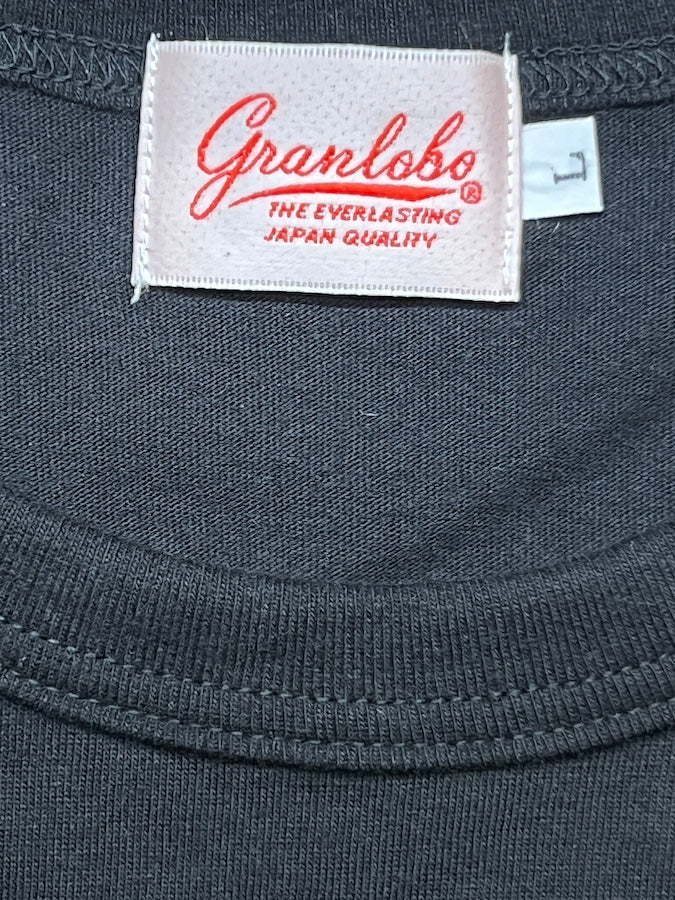 Granlobo®
THE EVERLASTING
JAPAN QUALITY
L